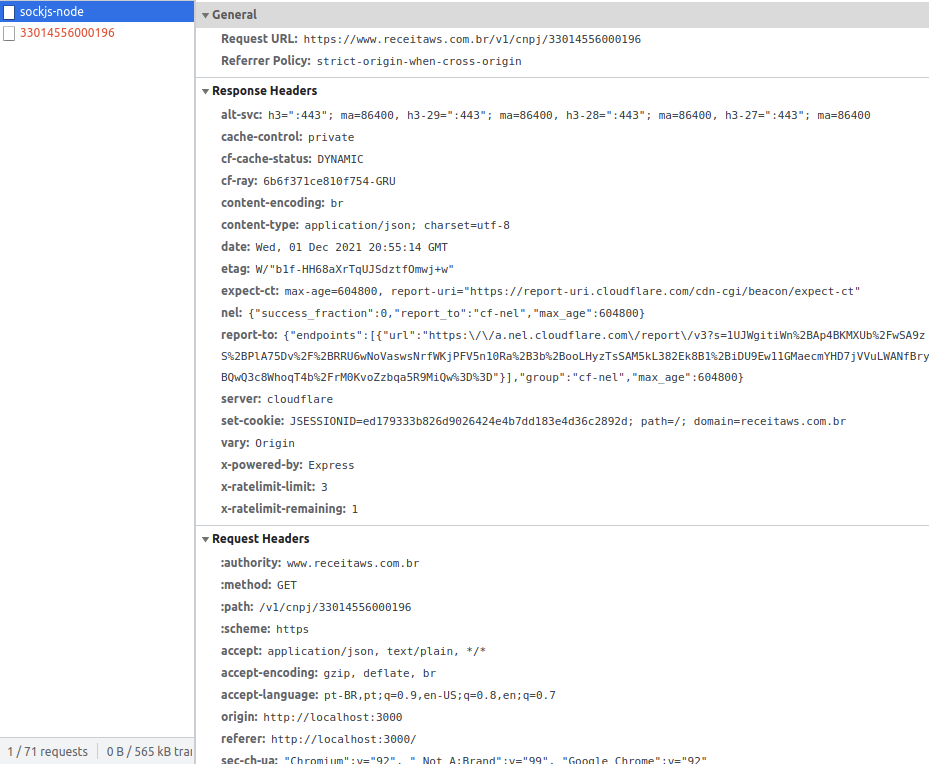 sockjs-node
33014556000196
General
Request URL: https://www.receitaws.com.br/v1/cnpj/33014556000196
Referrer Policy: strict-origin-when-cross-origin
Response Headers
alt-svc: h3=":443"; ma=86400, h3-29=":443"; ma=86400, h3-28=":443"; ma=86400, h3-27=":443"; ma=86400
cache-control: private
cf-cache-status: DYNAMIC
cf-ray: 6b6f371ce810f754-GRU
content-encoding: br
content-type: application/json; charset=utf-8
date: Wed, 01 Dec 2021 20:55:14 GMT
etag: W/"b1f-HH68aXrTqUJSdztfOmwj+w"
expect-ct: max-age=604800, report-uri="https://report-uri.cloudflare.com/cdn-cgi/beacon/expect-ct"
nel: {"success_fraction":0,"report_to":"cf-nel","max_age":604800}
report-to: {"endpoints":[{"url":"https:\/\/a.nel.cloudflare.com\/report\/v3?s=1UJWgitiWn%2BAp4BKMXUb%2FwSA9z
S%2BPlA75Dv%2F%2BRRU6wNoVaswsNrfWKjPFV5n10Ra%2B3b%2BooLHyzTsSAM5kL382Ek8B1%2BiDU9Ew11GMaecmYHD7jVVuLWANfBry
BQwQ3c8WhoqT4b%2FrM0KvoZzbqa5R9MiQw%3D%3D"}],"group":"cf-nel","max_age":604800}
server: cloudflare
set-cookie: JSESSIONID=ed179333b826d9026424e4b7dd183e4d36c2892d; path=/; domain=receitaws.com.br
vary: Origin
x-powered-by: Express
x-ratelimit-limit: 3
x-ratelimit-remaining: 1
Request Headers
:authority: www.receitaws.com.br
:method: GET
:path: /v1/cnpj/33014556000196
:scheme: https
accept: application/json, text/plain, */*
accept-encoding: gzip, deflate, br
accept-language: pt-BR,pt;q=0.9,en-US;q=0.8,en;q=0.7
origin: http://localhost:3000
referer: http://localhost:3000/
sec-ch-ua: "Chromium";v="92", " Not A;Brand";v="99", "Google Chrome";v="92"
1 / 71 requests
0 B / 565 kB tra